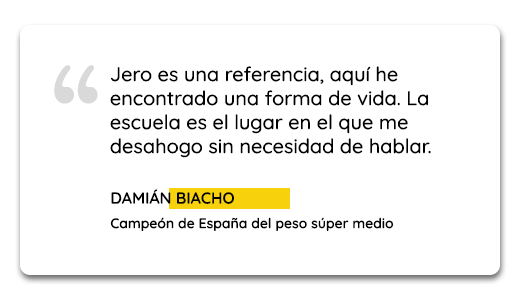 “
Jero es una referencia, aquí he
encontrado una forma de vida. La
escuela es el lugar en el que me
desahogo sin necesidad de hablar.
DAMIÁN BIACHO
Campeón de España del peso súper medio